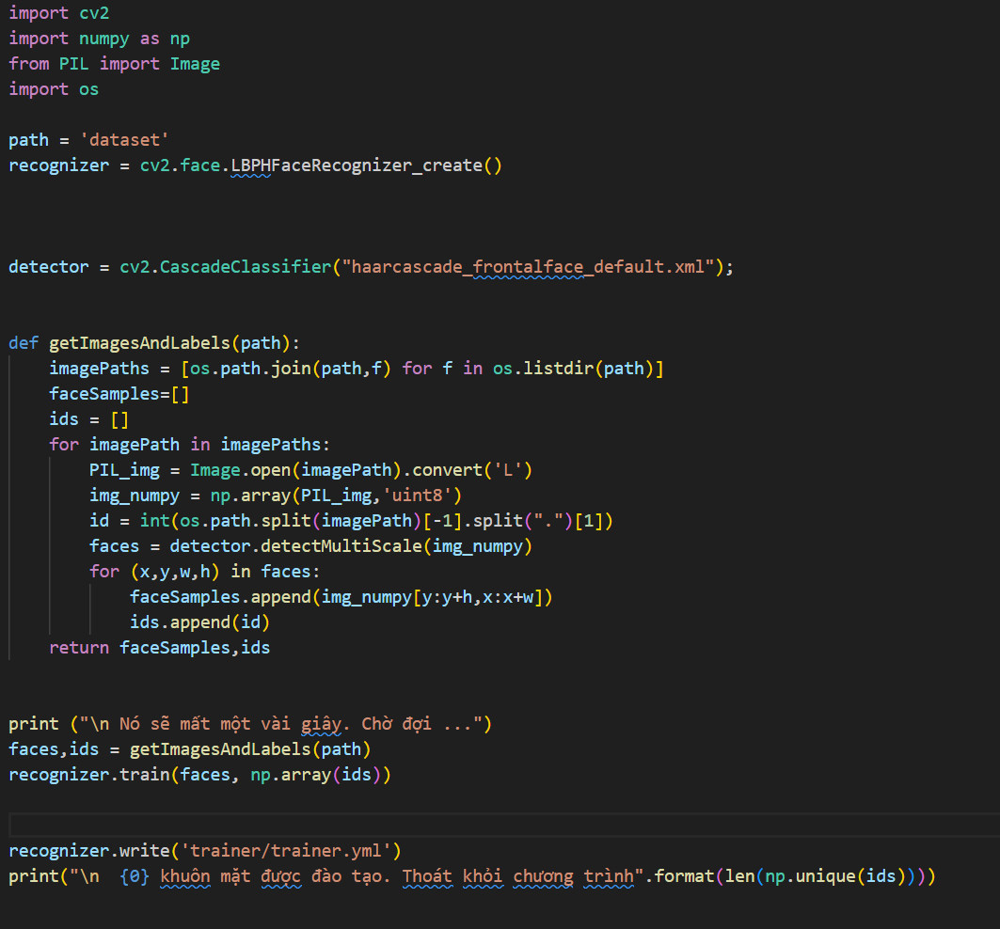 import cv2
import numpy as np
from PIL import Image
import os
path = 'dataset'
recognizer = cv2.face.LBPHFaceRecognizer_create()
detector = cv2.CascadeClassifier("haarcascade_frontalface_default.xml");
def getImagesAndLabels(path):
    imagePaths = [os.path.join(path,f) for f in os.listdir(path)]
    faceSamples=[]
    ids = []
    for imagePath in imagePaths:
        PIL_img = Image.open(imagePath).convert('L')
        img_numpy = np.array(PIL_img,'uint8')
        id = int(os.path.split(imagePath)[-1].split(".")[1])
        faces = detector.detectMultiScale(img_numpy)
        for (x,y,w,h) in faces:
            faceSamples.append(img_numpy[y:y+h,x:x+w])
            ids.append(id)
    return faceSamples,ids
print ("\n Nó sẽ mất một vài giây. Chờ đợi ...")
faces,ids = getImagesAndLabels(path)
recognizer.train(faces, np.array(ids))
recognizer.write('trainer/trainer.yml')
print("\n  {0} khuôn mặt được đào tạo. Thoát khỏi chương trình".format(len(np.unique(ids))))